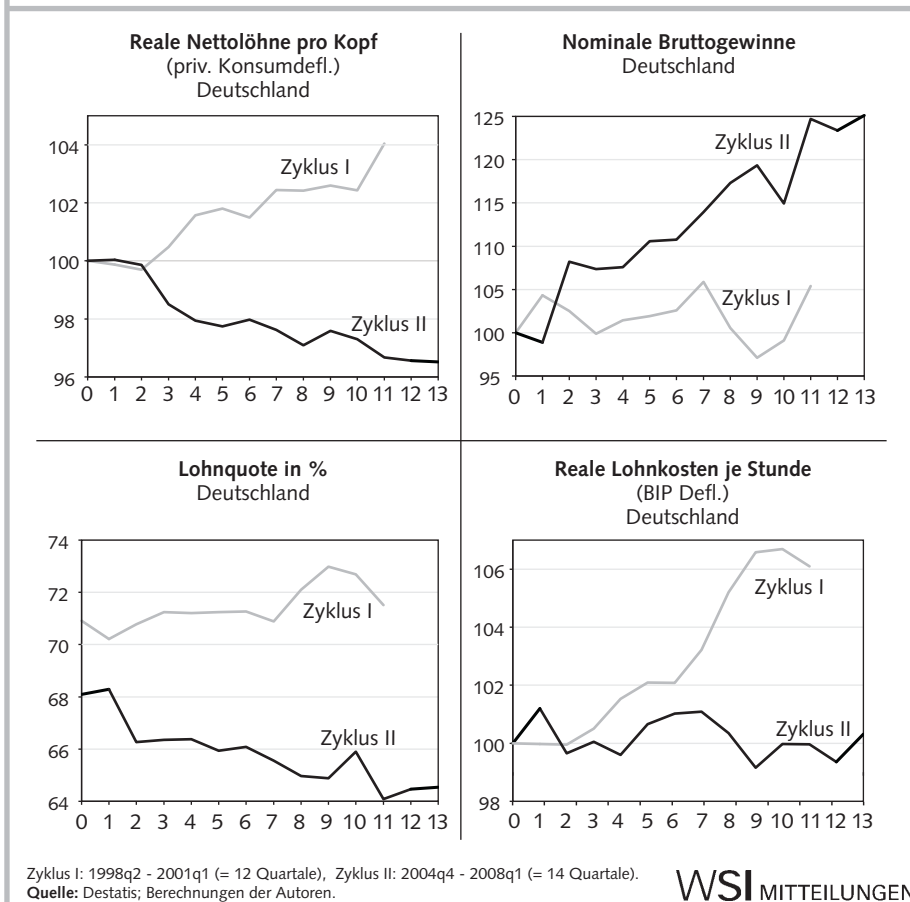 Reale Nettolöhne pro Kopf
(priv. Konsumdefl.)
Deutschland
104
102
100
98
96
Zyklus I
Zyklus II
0 1 2 3 4 5 6 7 8 9 10 11 12 13
Nominale Bruttogewinne
Deutschland
125
120
115
110
105
100
95
Zyklus II
Zyklus I
0 1 2 3 4 5 6 7 8 9 10 11 12 13
Lohnquote in %
Deutschland
74
72
70
68
66
64
Zyklus I
Zyklus II
0 1 2 3 4 5 6 7 8 9 10 11 12 13
Reale Lohnkosten je Stunde
(BIP Defl.)
Deutschland
106
104
102
100
98
Zyklus I
Zyklus II
0 1 2 3 4 5 6 7 8 9 10 11 12 13
Zyklus I: 1998q2 - 2001q1 (= 12 Quartale), Zyklus II: 2004q4 - 2008q1 (= 14 Quartale).
Quelle: Destatis; Berechnungen der Autoren.
WSI MITTEILUNGEN